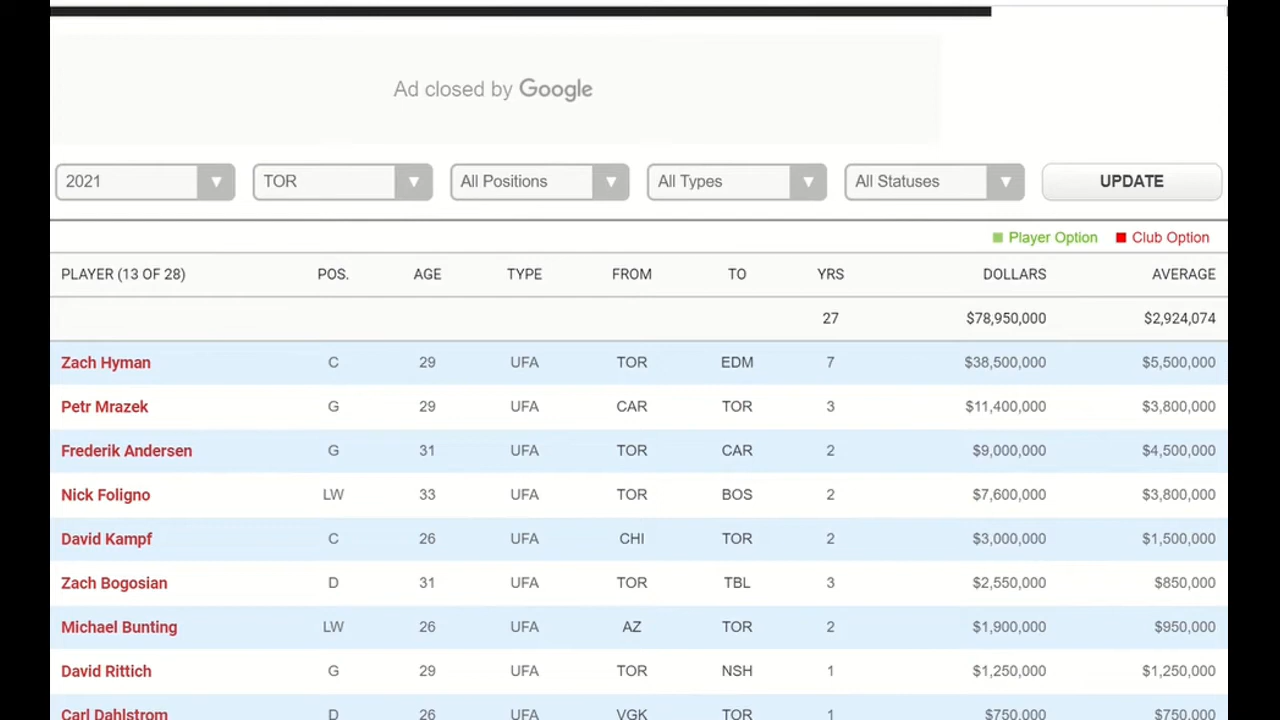 Ad closed by Google
2021 TOR All Positions All Types All Statuses UPDATE
Player Option Club Option
PLAYER (13 OF 28) POS. AGE TYPE FROM TO YRS DOLLARS AVERAGE
27 $78,950,000 $2,924,074
Zach Hyman C 29 UFA TOR EDM 7 $38,500,000 $5,500,000
Petr Mrazek G 29 UFA CAR TOR 3 $11,400,000 $3,800,000
Frederik Andersen G 31 UFA TOR CAR 2 $9,000,000 $4,500,000
Nick Foligno LW 33 UFA TOR BOS 2 $7,600,000 $3,800,000
David Kampf C 26 UFA CHI TOR 2 $3,000,000 $1,500,000
Zach Bogosian D 31 UFA TOR TBL 3 $2,550,000 $850,000
Michael Bunting LW 26 UFA AZ TOR 2 $1,900,000 $950,000
David Rittich G 29 UFA TOR NSH 1 $1,250,000 $1,250,000
Carl Dahlstrom D 26 UFA VGK TOR 1 $750,000 $750,000